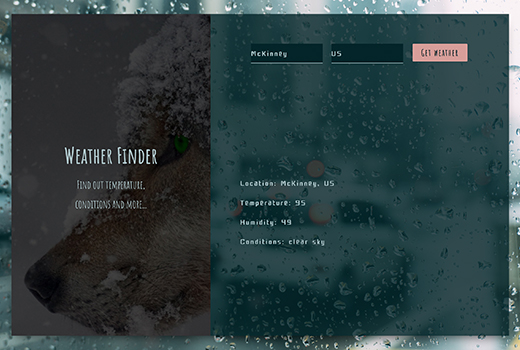 McKinney
US
Get weather
Weather Finder
Find out temperature,
conditions and more...
Location: McKinney, US
Temperature: 95
Humidity: 49
Conditions: clear sky